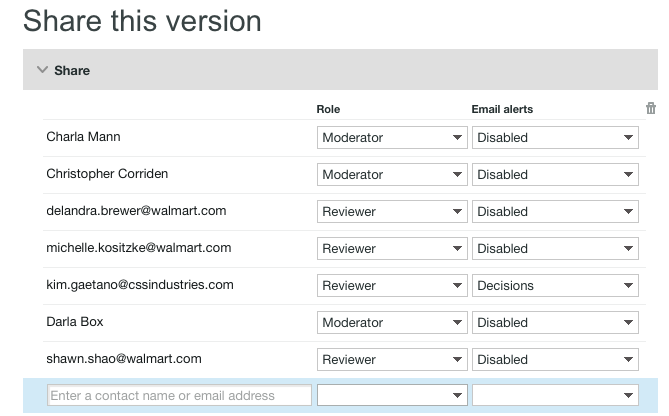 Share this version
Share
Role Email alerts
Charla Mann Moderator Disabled
Christopher Corriden Moderator Disabled
delandra.brewer@walmart.com Reviewer Disabled
michelle.kositzke@walmart.com Reviewer Disabled
kim.gaetano@cssindustries.com Reviewer Decisions
Darla Box Moderator Disabled
shawn.shao@walmart.com Reviewer Disabled
Enter a contact name or email address